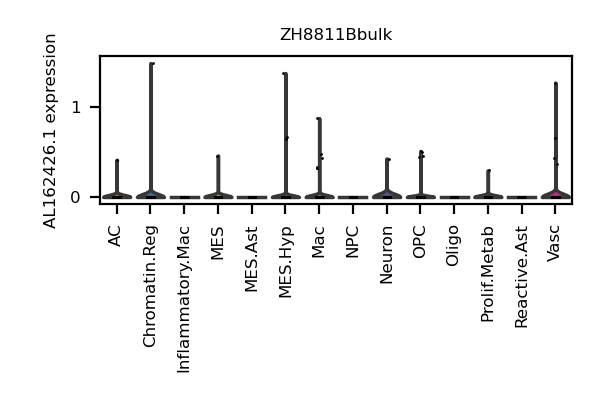 ZH8811Bbulk
AL162426.1 expression
1
0
AC
Chromatin.Reg
Inflammatory.Mac
MES
MES.Ast
MES.Hyp
Mac
NPC
Neuron
OPC
Oligo
Prolif.Metab
Reactive.Ast
Vasc